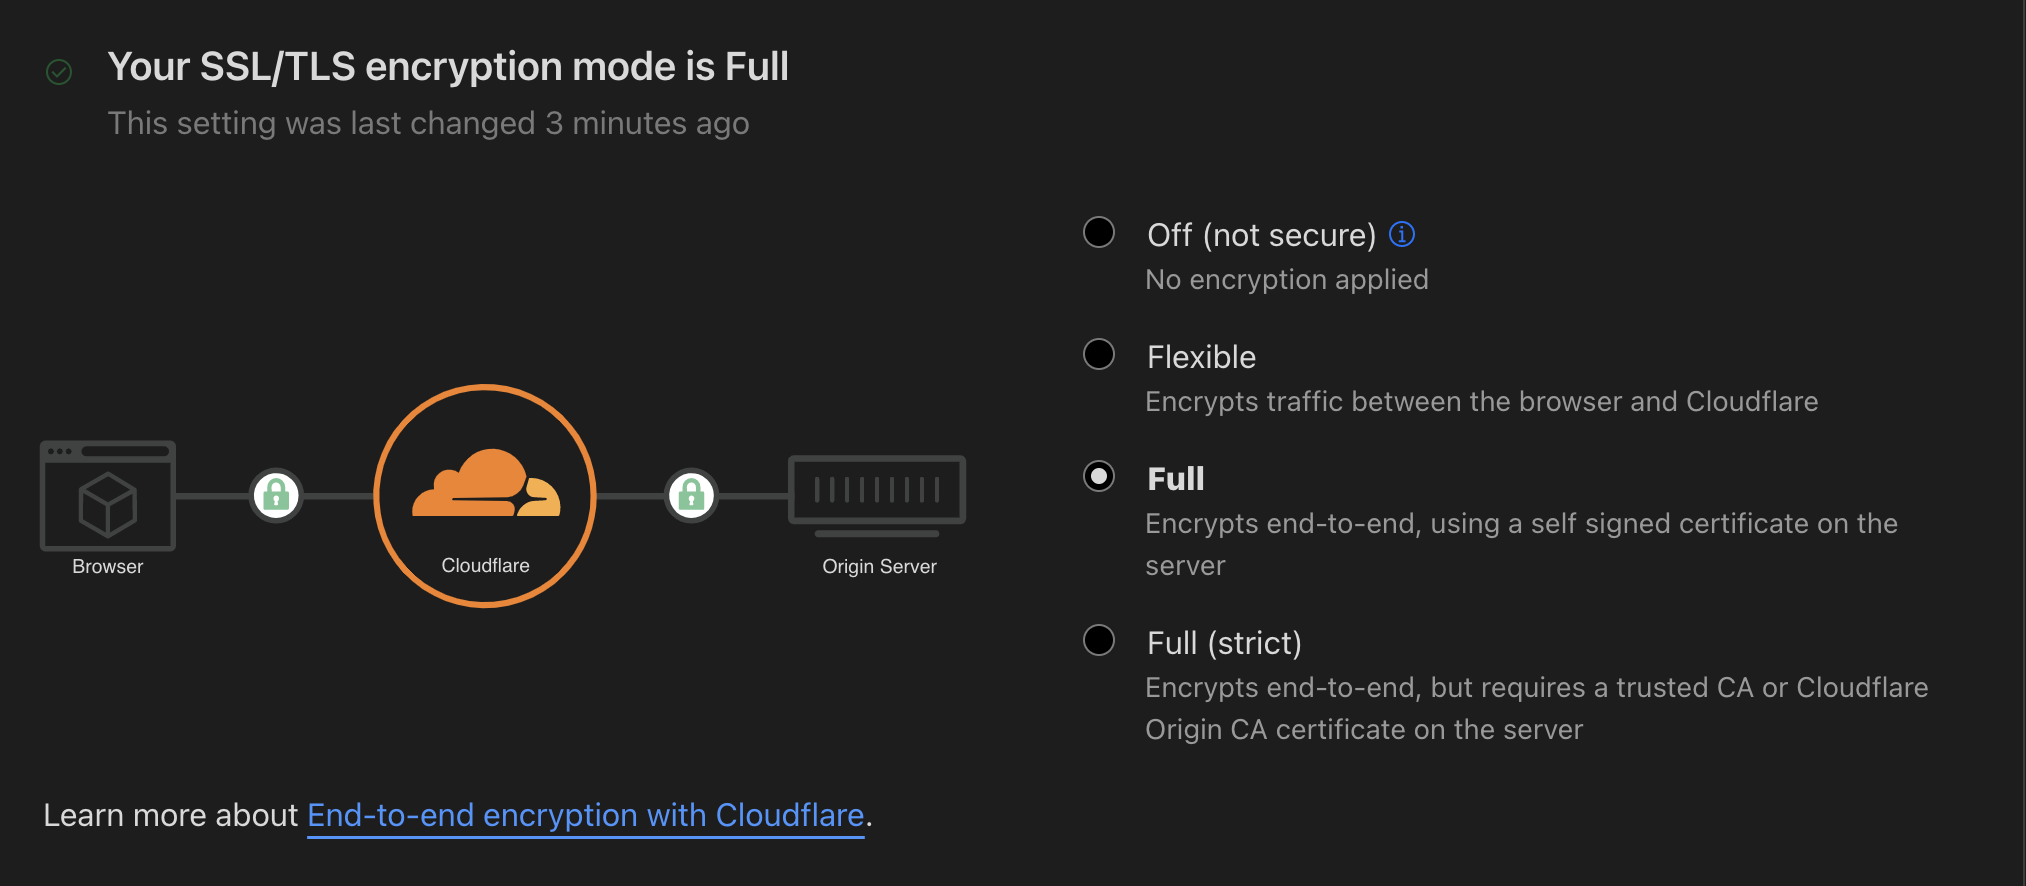 Your SSL/TLS encryption mode is Full
This setting was last changed 3 minutes ago
Off (not secure)
No encryption applied
Flexible
Encrypts traffic between the browser and Cloudflare
Full
Encrypts end-to-end, using a self signed certificate on the
server
Full (strict)
Encrypts end-to-end, but requires a trusted CA or Cloudflare
Origin CA certificate on the server
Browser
Cloudflare
Origin Server
Learn more about End-to-end encryption with Cloudflare.